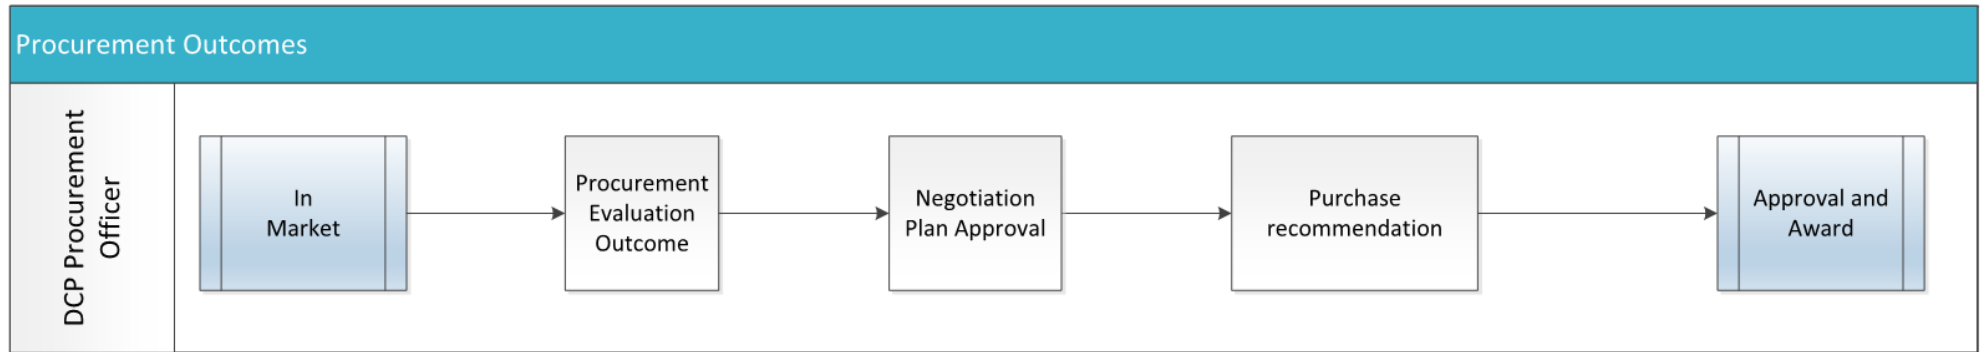 Procurement Outcomes
DCP Procurement
Officer
In
Market
Procurement
Evaluation
Outcome
Negotiation
Plan Approval
Purchase
recommendation
Approval and
Award